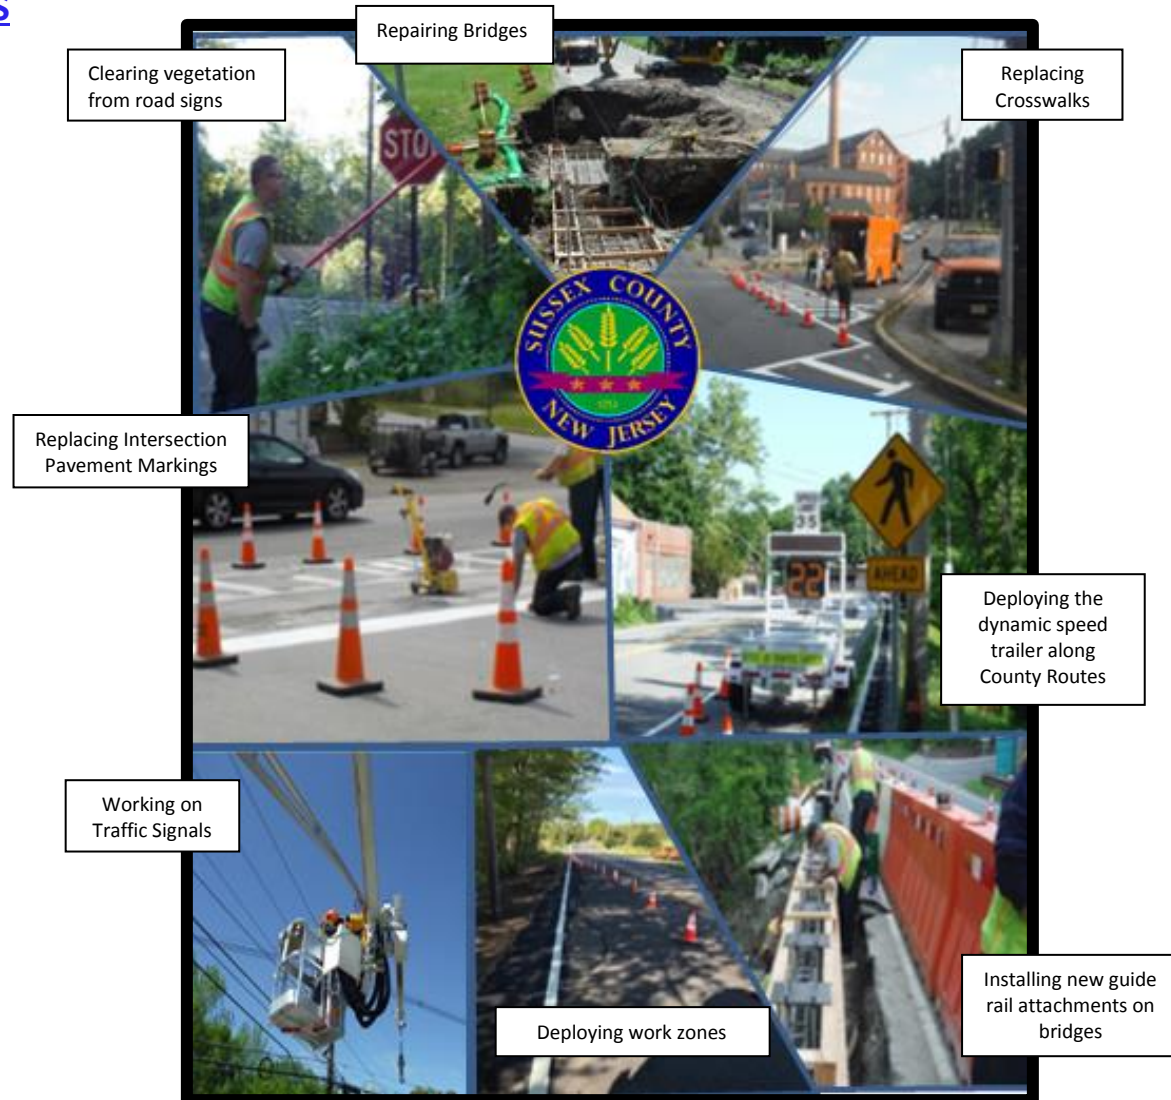 s
Repairing Bridges
Clearing vegetation
from road signs
Replacing
Crosswalks
STOP
SUSSEX COUNTY
NEW JERSEY
Replacing Intersection
Pavement Markings
SPEED
LIMIT
35
22
AHEAD
Deploying the
dynamic speed
trailer along
County Routes
Working on
Traffic Signals
Deploying work zones
Installing new guide
rail attachments on
bridges